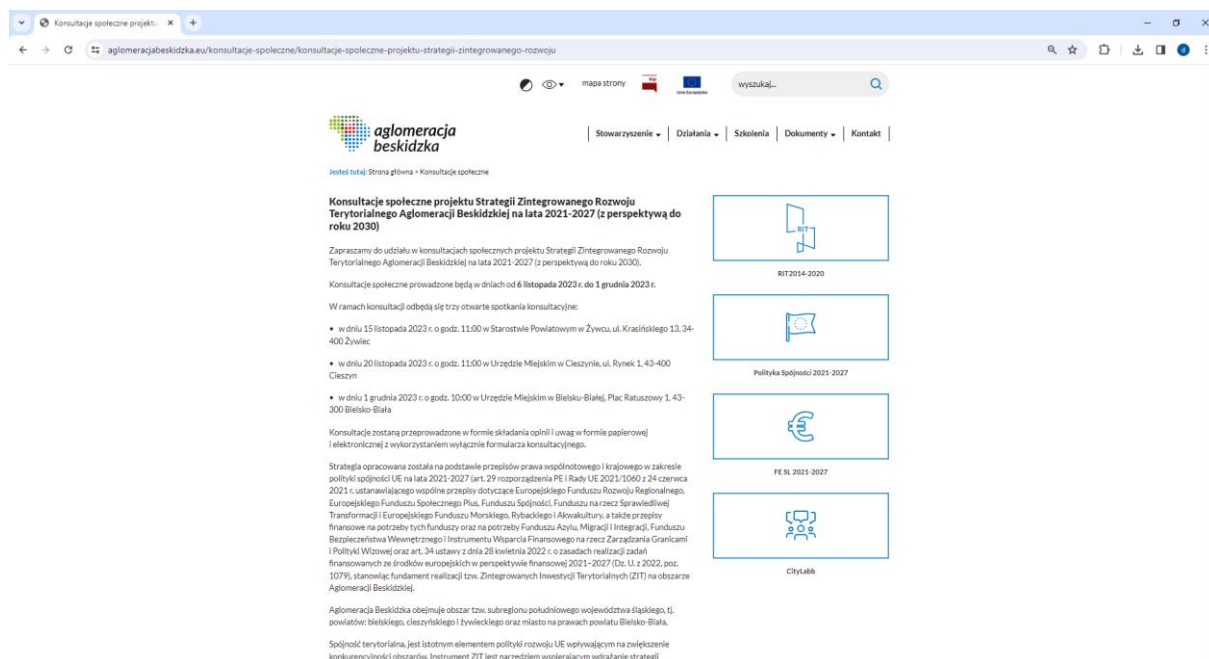 Konsultacje społeczne projektu
aglomeracjabeskidzka.eu/konsultacje-spoleczne/konsultacje-spoleczne-projektu-strategii-zintegrowanego-rozwoju
mapa strony
bip
Unia Europejska
wyszukaj...
aglomeracja
beskidzka
Stowarzyszenie
Działania
Szkolenia
Dokumenty
Kontakt
Jesteś tutaj: Strona główna > Konsultacje społeczne
Konsultacje społeczne projektu Strategii Zintegrowanego Rozwoju
Terytorialnego Aglomeracji Beskidzkiej na lata 2021-2027 (z perspektywą do
roku 2030)
Zapraszamy do udziału w konsultacjach społecznych projektu Strategii Zintegrowanego Rozwoju
Terytorialnego Aglomeracji Beskidzkiej na lata 2021-2027 (z perspektywą do roku 2030).
Konsultacje społeczne prowadzone będą w dniach od 6 listopada 2023 r. do 1 grudnia 2023 r.
W ramach konsultacji odbędą się trzy otwarte spotkania konsultacyjne:
• w dniu 15 listopada 2023 r. o godz. 11:00 w Starostwie Powiatowym w Żywcu, ul. Krasińskiego 13, 34-
400 Żywiec
• w dniu 20 listopada 2023 r. o godz. 11:00 w Urzędzie Miejskim w Cieszynie, ul. Rynek 1, 43-400
Cieszyn
• w dniu 1 grudnia 2023 r. o godz. 10:00 w Urzędzie Miejskim w Bielsku-Białej, Plac Ratuszowy 1, 43-
300 Bielsko-Biała
Konsultacje zostaną przeprowadzone w formie składania opinii i uwag w formie papierowej
i elektronicznej z wykorzystaniem wyłącznie formularza konsultacyjnego.
Strategia opracowana została na podstawie przepisów prawa wspólnotowego i krajowego w zakresie
polityki spójności UE na lata 2021-2027 (art. 29 rozporządzenia PE i Rady UE 2021/1060 z 24 czerwca
2021 r. ustanawiającego wspólne przepisy dotyczące Europejskiego Funduszu Rozwoju Regionalnego,
Europejskiego Funduszu Społecznego Plus, Funduszu Spójności, Funduszu na rzecz Sprawiedliwej
Transformacji i Europejskiego Funduszu Morskiego, Rybackiego i Akwakultury, a także przepisy
finansowe na potrzeby tych funduszy oraz na potrzeby Funduszu Azylu, Migracji i Integracji, Funduszu
Bezpieczeństwa Wewnętrznego i Instrumentu Wsparcia Finansowego na rzecz Zarządzania Granicami
i Polityki Wizowej oraz art. 34 ustawy z dnia 28 kwietnia 2022 r. o zasadach realizacji zadań
finansowanych ze środków europejskich w perspektywie finansowej 2021–2027 (Dz. U. z 2022, poz.
1079), stanowiąc fundament realizacji tzw. Zintegrowanych Inwestycji Terytorialnych (ZIT) na obszarze
Aglomeracji Beskidzkiej.
Aglomeracja Beskidzka obejmuje obszar tzw. subregionu południowego województwa śląskiego, tj.
powiatów: bielskiego, cieszyńskiego i żywieckiego oraz miasto na prawach powiatu Bielsko-Biała.
Spójność terytorialna, jest istotnym elementem polityki rozwoju UE wpływającym na zwiększenie
konkurencyjności obszarów. Instrument ZIT jest narzędziem wspierającym wdrażanie strategii
RIT
RIT2014-2020
Polityka Spójności 2021-2027
FE SL 2021-2027
CityLabb